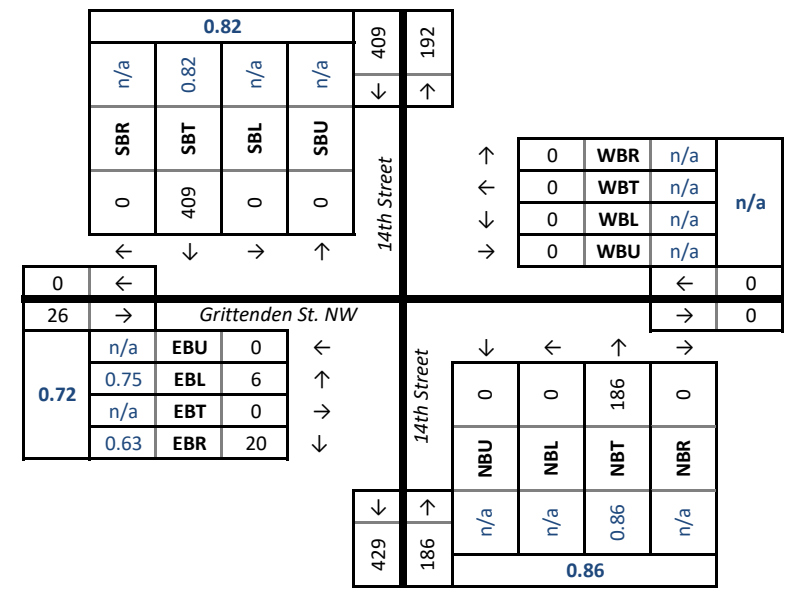 0.82
409
192
n/a
0.82
n/a
n/a
↓
↑
SBR
SBT
SBL
SBU
0
409
0
0
14th Street
← ↓ → ↑
↑ 0 WBR n/a
← 0 WBT n/a
↓ 0 WBL n/a
→ 0 WBU n/a
n/a
0 ←
← 0
26 →
Grittenden St. NW
→ 0
0.72
n/a EBU 0 ←
0.75 EBL 6 ↑
n/a EBT 0 →
0.63 EBR 20 ↓
14th Street
↓ ← ↑ →
0
0
186
0
NBU
NBL
NBT
NBR
n/a
n/a
0.86
n/a
↓
↑
429
186
0.86